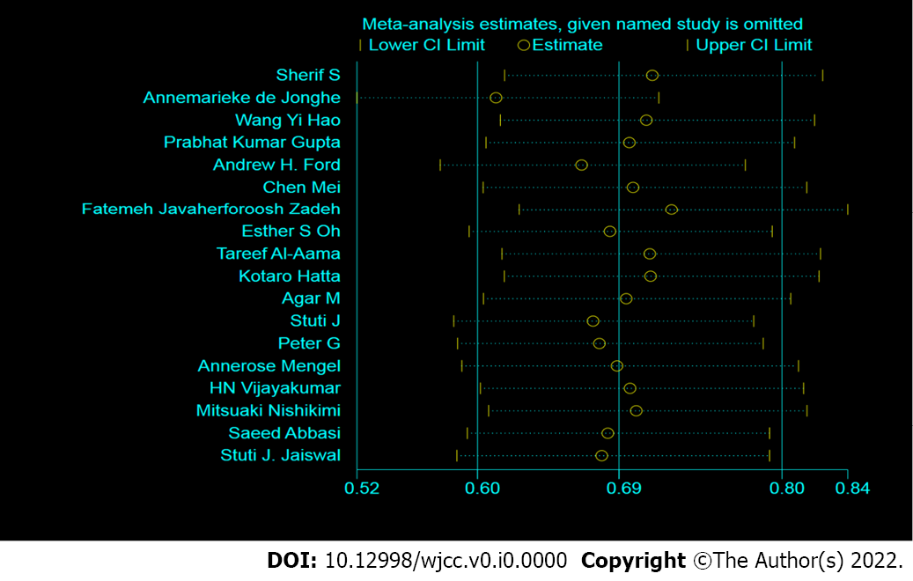 Meta-analysis estimates, given named study is omitted
| Lower CI Limit ○ Estimate | Upper CI Limit
Sherif S
Annemarieke de Jonghe
Wang Yi Hao
Prabhat Kumar Gupta
Andrew H. Ford
Chen Mei
Fatemeh Javaherforoosh Zadeh
Esther S Oh
Tareef Al-Aama
Kotaro Hatta
Agar M
Stuti J
Peter G
Annerose Mengel
HN Vijayakumar
Mitsuaki Nishikimi
Saeed Abbasi
Stuti J. Jaiswal
0.52 0.60 0.69 0.80 0.84
DOI: 10.12998/wjcc.v0.i0.0000 Copyright ©The Author(s) 2022.